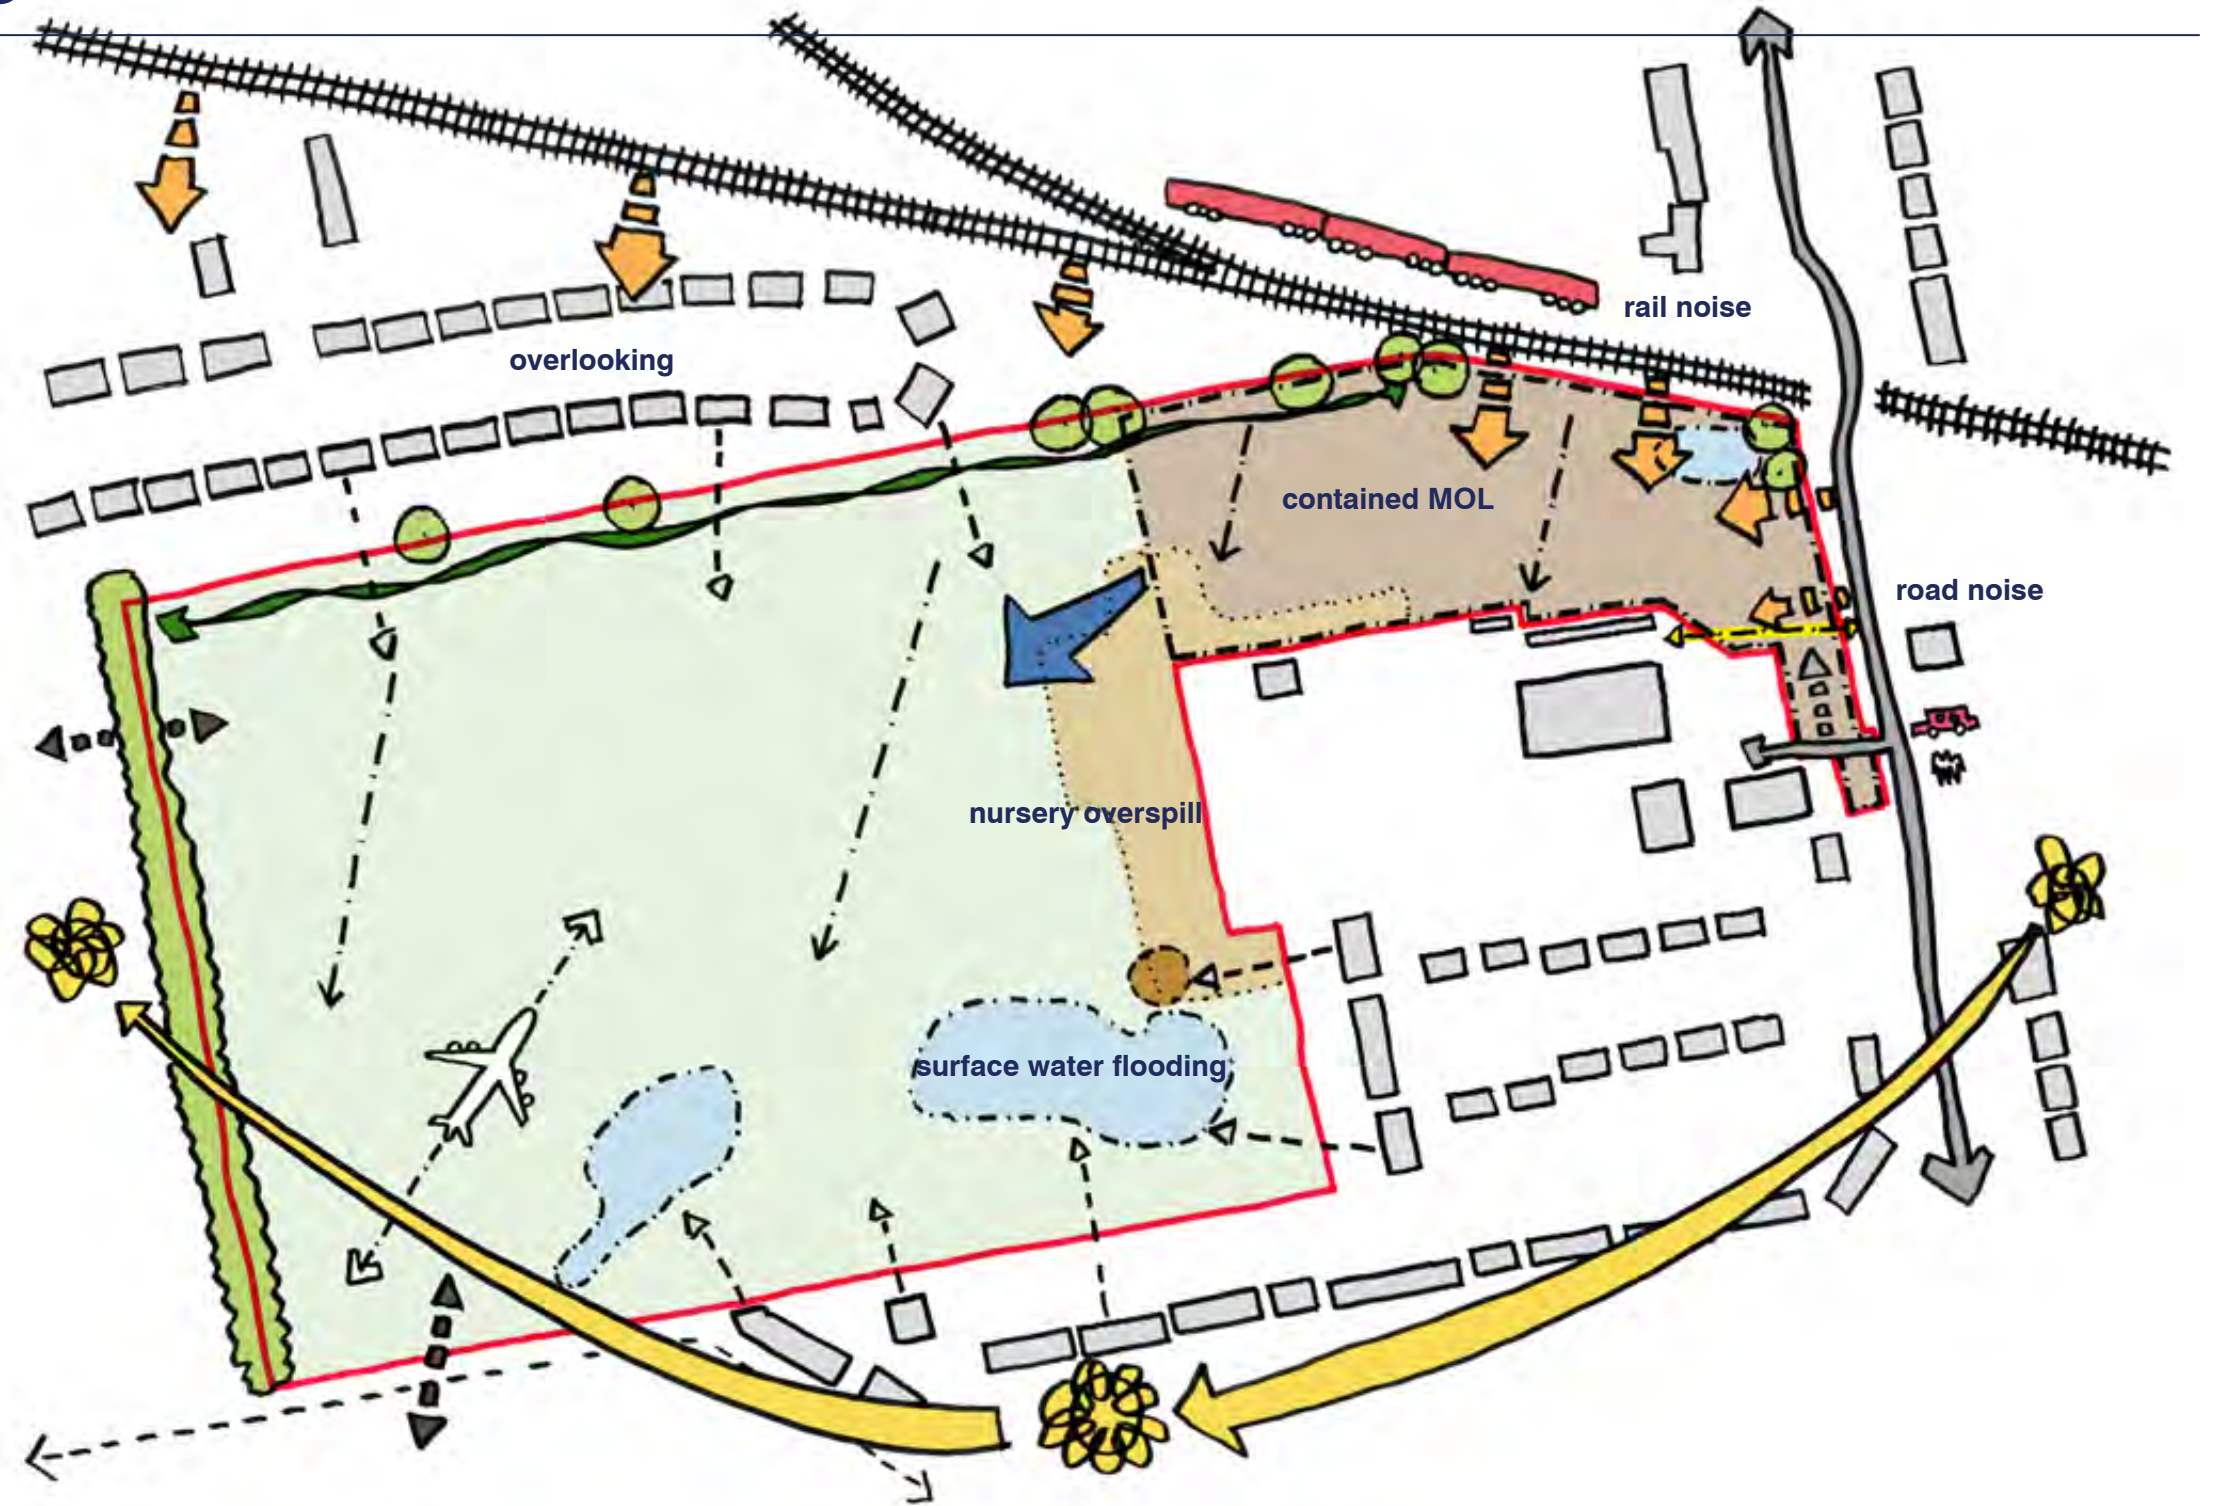 rail noise
overlooking
contained MOL
road noise
nursery overspill
surface water flooding